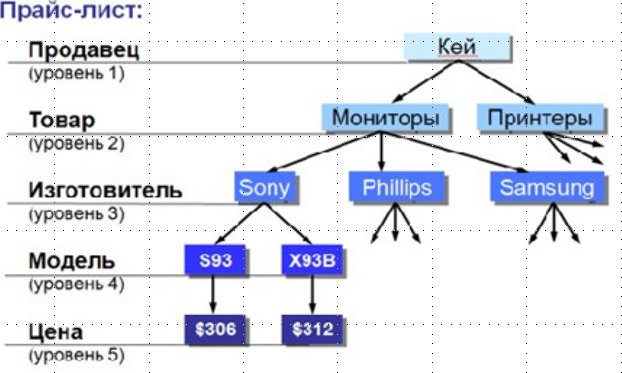 Прайс-лист:
Продавец
(уровень 1)
Кей
Товар
(уровень 2)
Мониторы
Принтеры
Изготовитель
(уровень 3)
Sony
Phillips
Samsung
Модель
(уровень 4)
S93
X93B
Цена
(уровень 5)
$306
$312